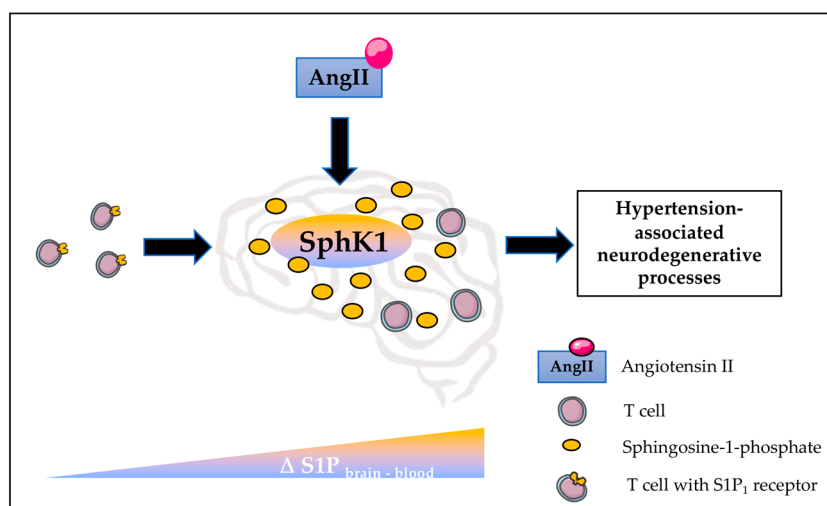 AngII
SphK1
Hypertension-
associated
neurodegenerative
processes
AngII Angiotensin II
T cell
Sphingosine-1-phosphate
T cell with S1P₁ receptor
Δ S1P brain - blood